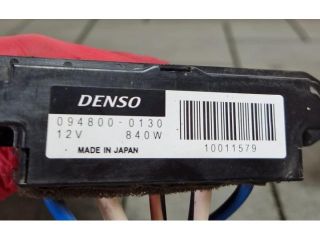 DENSO
094800-0130
12V 840W
MADE IN JAPAN
10011579